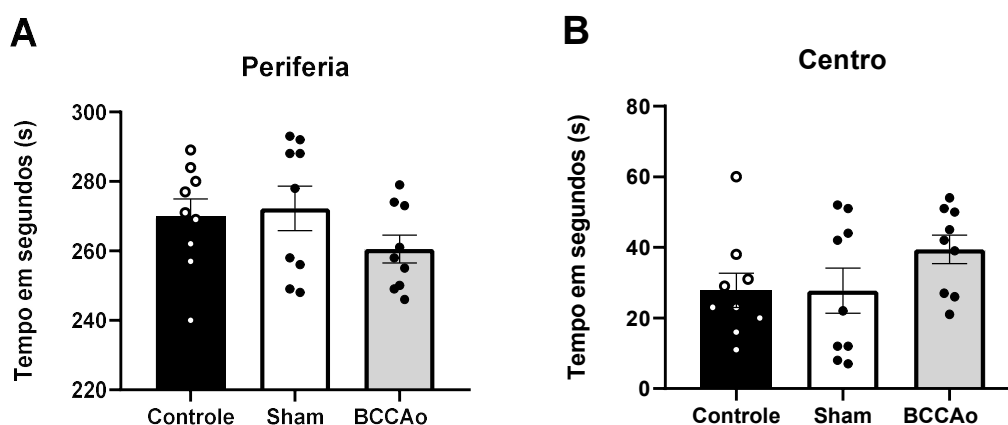 A
Periferia
Tempo em segundos (s)
300
280
260
240
220
Controle Sham BCCAo
B
Centro
Tempo em segundos (s)
80
60
40
20
0
Controle Sham BCCAo